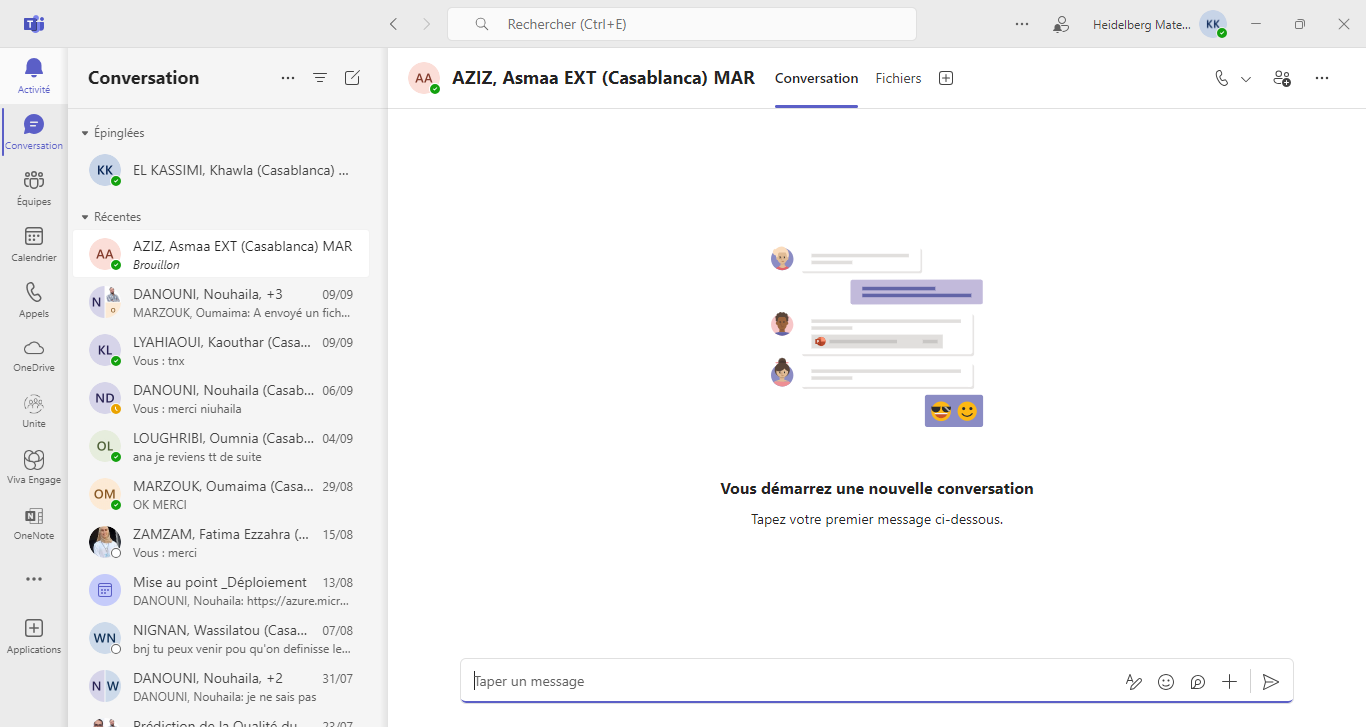 Rechercher (Ctrl+E)
Heidelberg Mate...
KK
Activité
Conversation
Équipes
Calendrier
Appels
OneDrive
Unite
Viva Engage
OneNote
Applications
Conversation
Épinglées
KK
EL KASSIMI, Khawla (Casablanca) ...
Récentes
AA
AZIZ, Asmaa EXT (Casablanca) MAR
Brouillon
N
o
DANOUNI, Nouhaila, +3 09/09
MARZOUK, Oumaima: A envoyé un fich...
KL
LYAHIAOUI, Kaouthar (Casa... 09/09
Vous : tnx
ND
DANOUNI, Nouhaila (Casab... 06/09
Vous : merci niuhaila
OL
LOUGHRIBI, Oumnia (Casab... 04/09
ana je reviens tt de suite
OM
MARZOUK, Oumaima (Casa... 29/08
OK MERCI
ZAMZAM, Fatima Ezzahra (... 15/08
Vous : merci
Mise au point _Déploiement 13/08
DANOUNI, Nouhaila: https://azure.micr...
WN
NIGNAN, Wassilatou (Casa... 07/08
bnj tu peux venir pou qu'on definisse le...
N W
DANOUNI, Nouhaila, +2 31/07
DANOUNI, Nouhaila: je ne sais pas
Prédiction de la Qualité du 23/07
AA
AZIZ, Asmaa EXT (Casablanca) MAR
Conversation
Fichiers
Vous démarrez une nouvelle conversation
Tapez votre premier message ci-dessous.
Taper un message